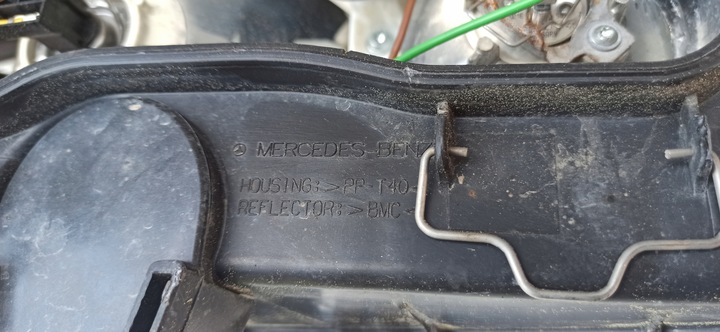 MERCEDES-BENZ
HOUSING:>PP-T40<
REFLECTOR:>BMC<